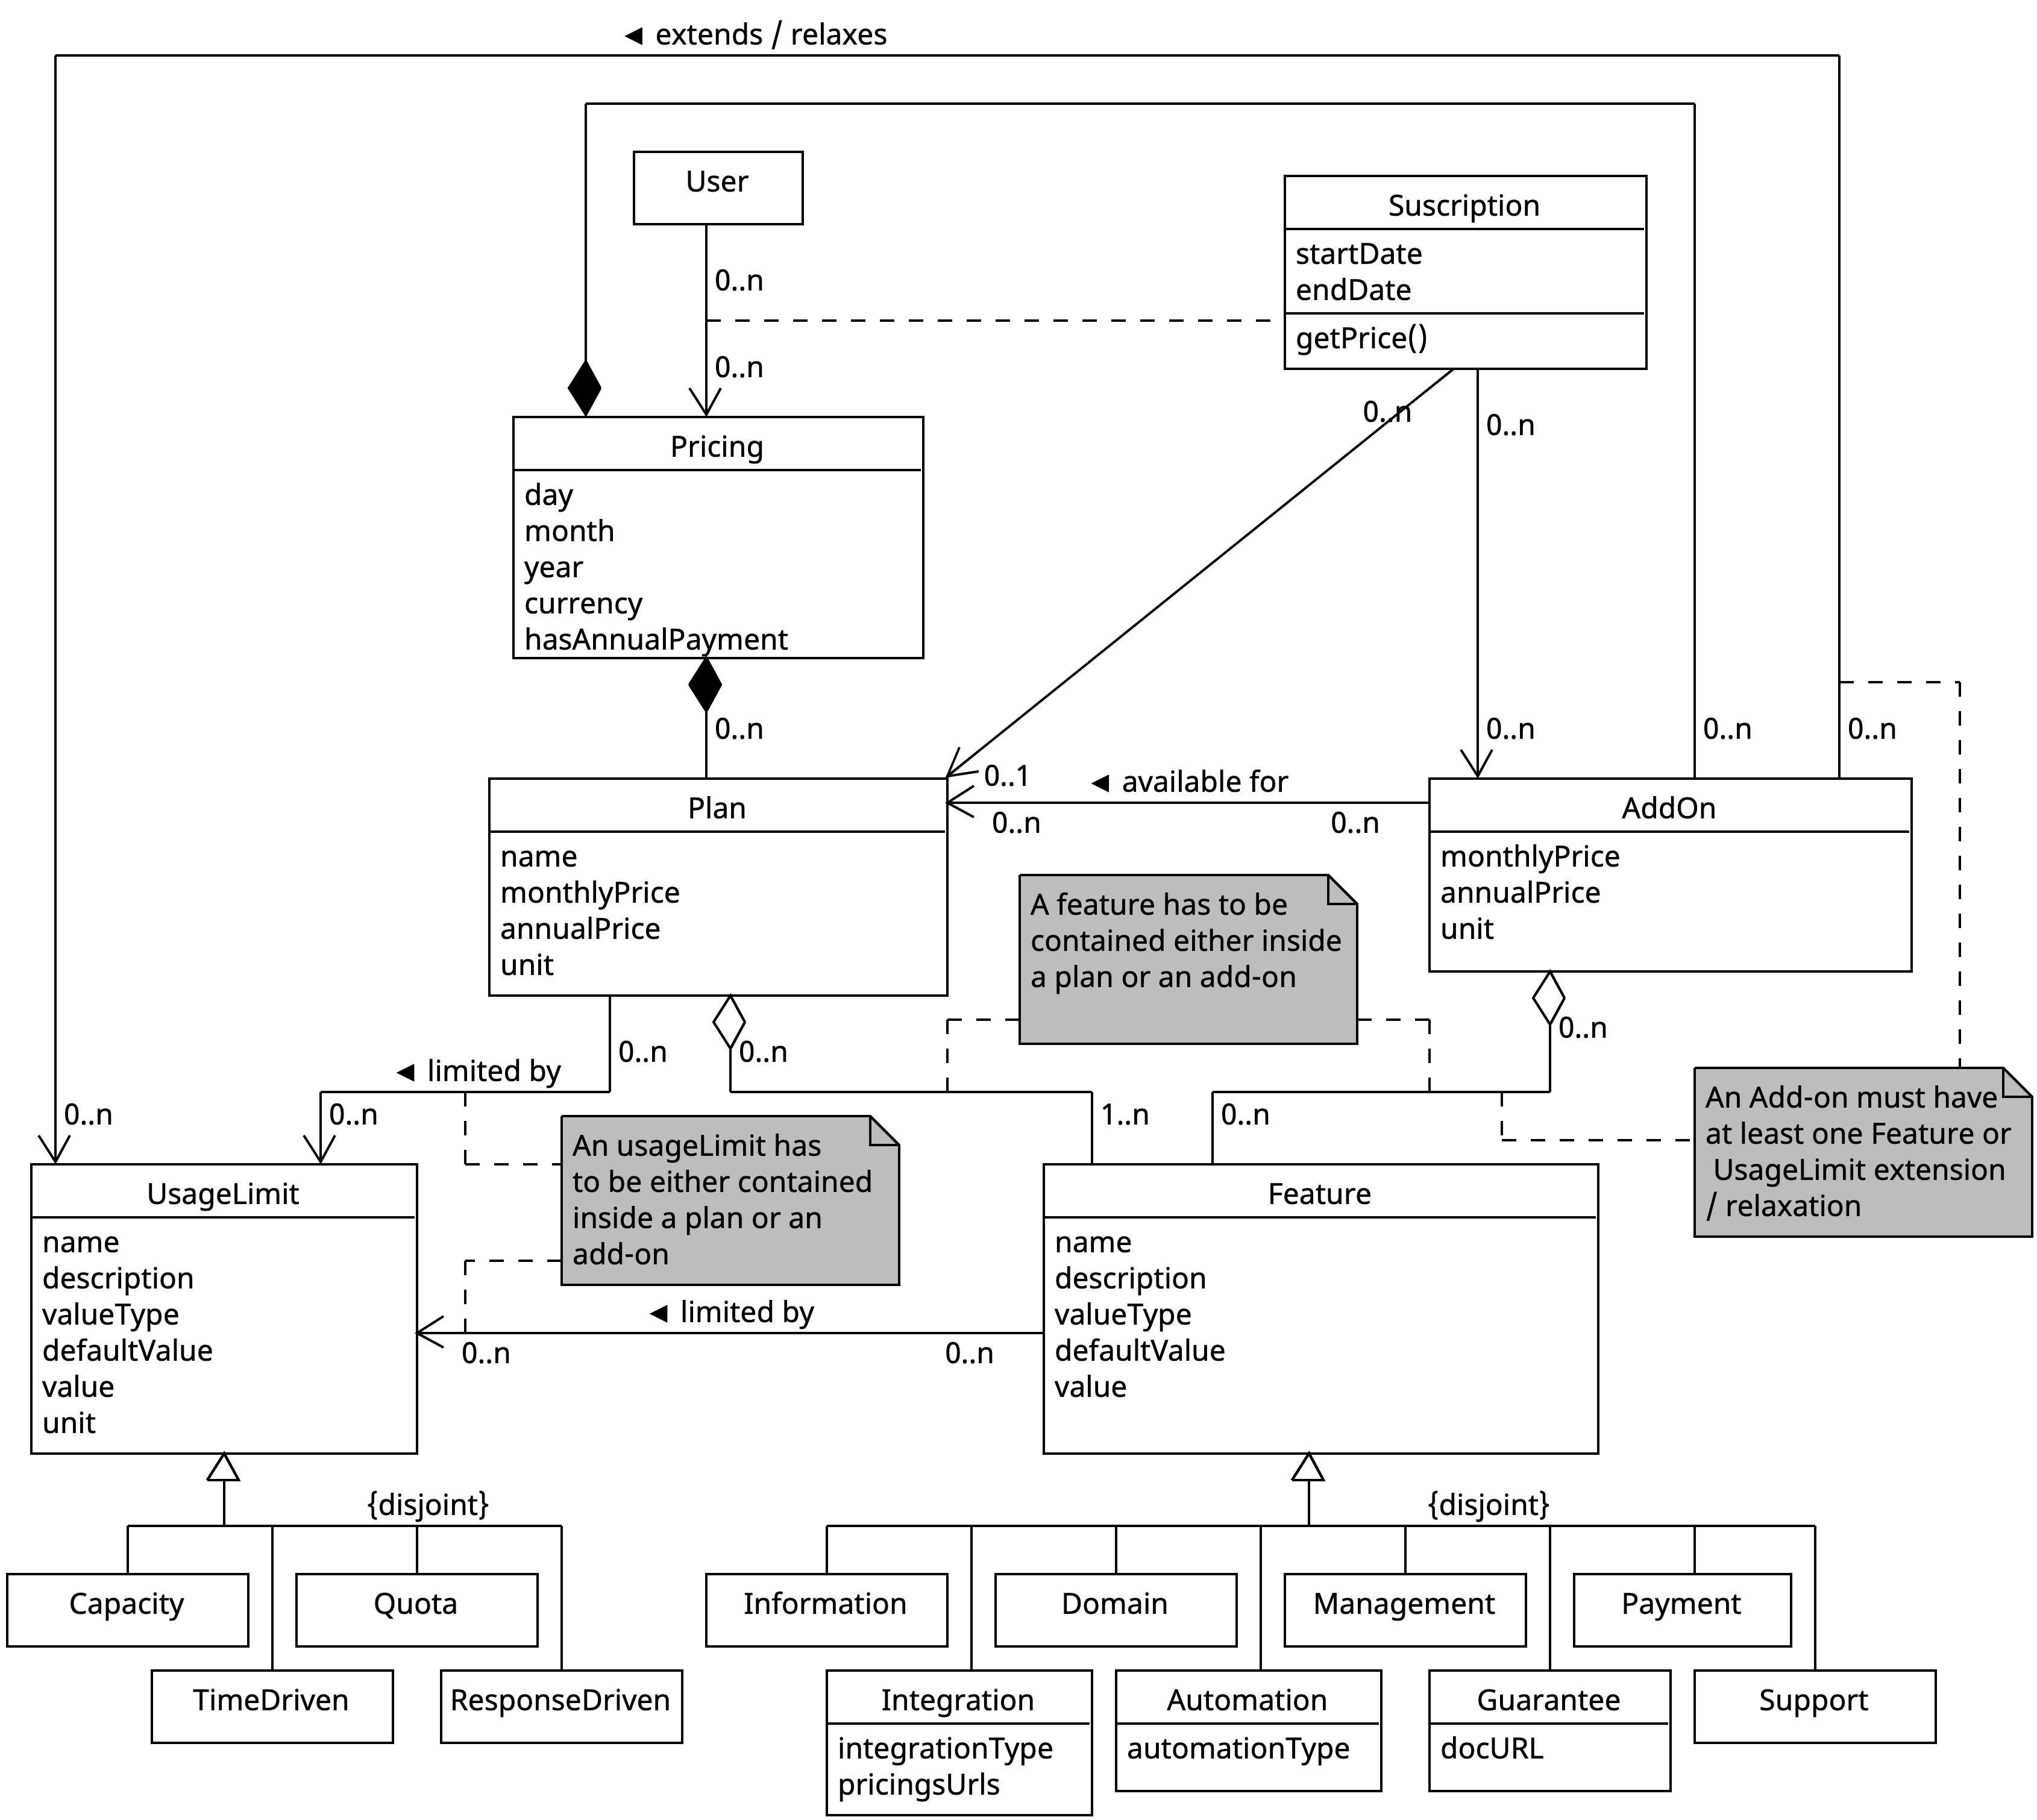 ◄ extends / relaxes
User
Suscription
startDate
endDate
getPrice()
0..n
0..n
Pricing
day
month
year
currency
hasAnnualPayment
0..n
0..n
0..n
0..n
0..n
0..n
0..1
◄ available for
0..n
0..n
Plan
name
monthlyPrice
annualPrice
unit
AddOn
monthlyPrice
annualPrice
unit
A feature has to be
contained either inside
a plan or an add-on
0..n
0..n
0..n
◄ limited by
0..n
0..n
1..n
0..n
An usageLimit has
to be either contained
inside a plan or an
add-on
An Add-on must have
at least one Feature or
UsageLimit extension
/ relaxation
UsageLimit
name
description
valueType
defaultValue
value
unit
◄ limited by
0..n
0..n
Feature
name
description
valueType
defaultValue
value
{disjoint}
{disjoint}
Capacity
Quota
Information
Domain
Management
Payment
TimeDriven
ResponseDriven
Integration
integrationType
pricingsUrls
Automation
automationType
Guarantee
docURL
Support